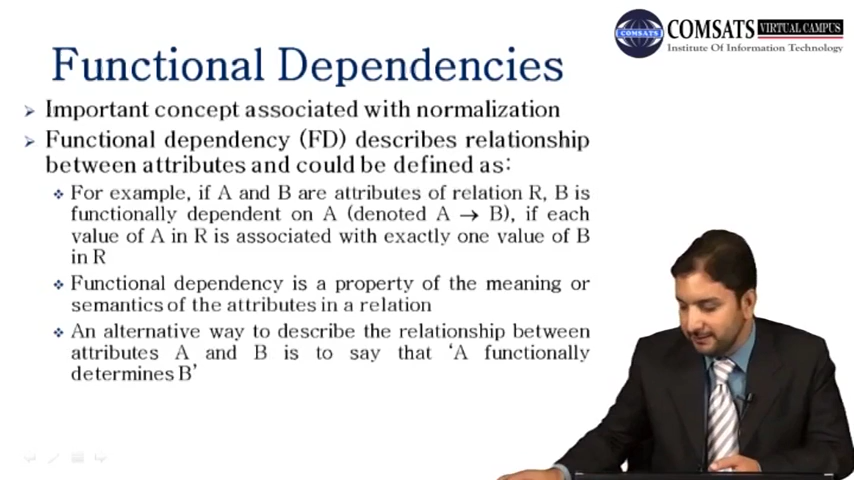 COMSATS VIRTUAL CAMPUS
COMSATS
Institute Of Information Technology
Functional Dependencies
➢ Important concept associated with normalization
➢ Functional dependency (FD) describes relationship
between attributes and could be defined as:
❖ For example, if A and B are attributes of relation R, B is
functionally dependent on A (denoted A → B), if each
value of A in R is associated with exactly one value of B
in R
❖ Functional dependency is a property of the meaning or
semantics of the attributes in a relation
❖ An alternative way to describe the relationship between
attributes A and B is to say that ‘A functionally
determines B’